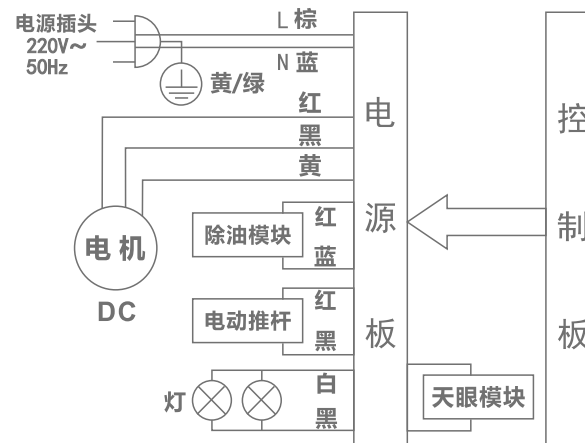 电源插头
220V～
50Hz
L 棕
N 蓝
黄/绿
红
黑
黄
电机
DC
电源板
控制板
除油模块
红
蓝
电动推杆
红
黑
灯
白
黑
天眼模块